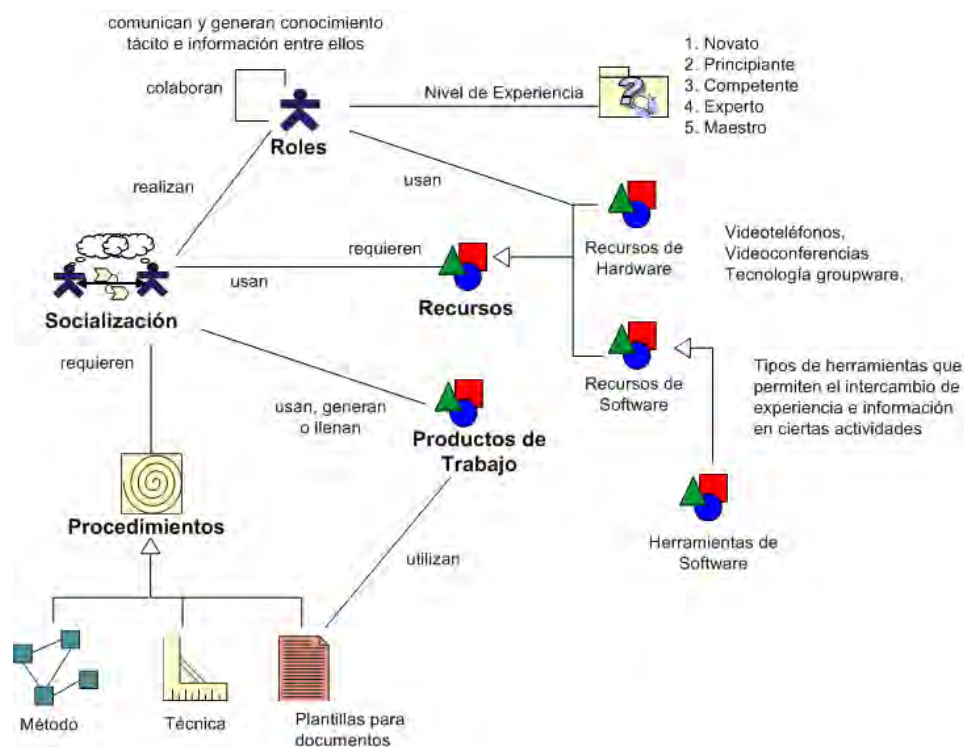 comunican y generan conocimiento
tácito e información entre ellos
colaboran
Roles
Nivel de Experiencia
1. Novato
2. Principiante
3. Competente
4. Experto
5. Maestro
realizan
usan
Recursos de
Hardware
Videoteléfonos,
Videoconferencias
Tecnología groupware,
requieren
usan
Recursos
Socialización
requieren
Recursos de
Software
Tipos de herramientas que
permiten el intercambio de
experiencia e información
en ciertas actividades
usan, generan
o llenan
Productos de
Trabajo
Procedimientos
utilizan
Herramientas de
Software
Método
Técnica
Plantillas para
documentos